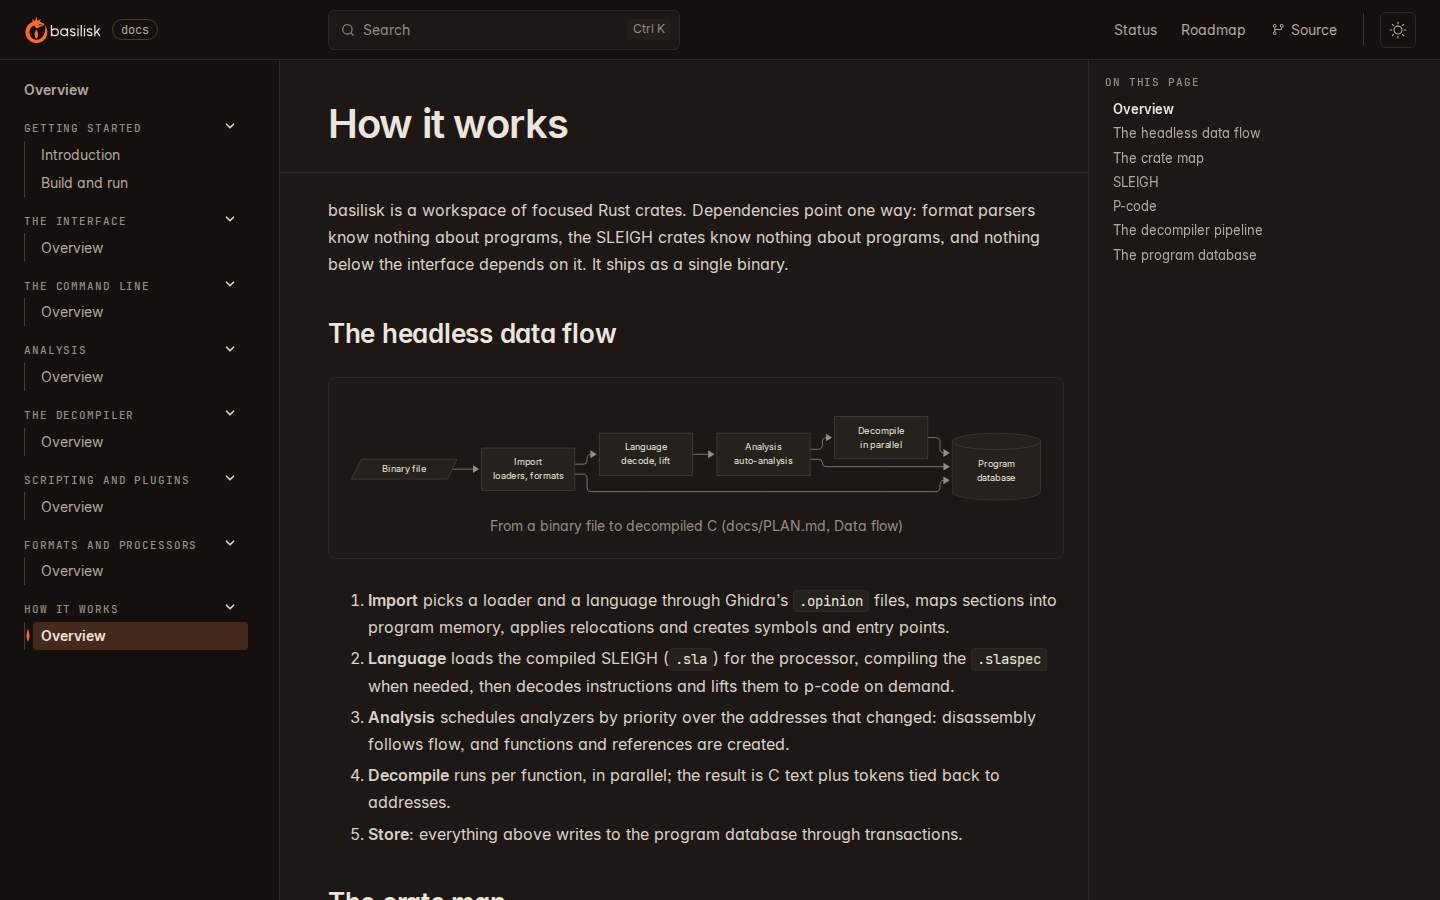 basilisk docs
Search Ctrl K
Status Roadmap Source
Overview
GETTING STARTED
Introduction
Build and run
THE INTERFACE
Overview
THE COMMAND LINE
Overview
ANALYSIS
Overview
THE DECOMPILER
Overview
SCRIPTING AND PLUGINS
Overview
FORMATS AND PROCESSORS
Overview
HOW IT WORKS
Overview
How it works
basilisk is a workspace of focused Rust crates. Dependencies point one way: format parsers
know nothing about programs, the SLEIGH crates know nothing about programs, and nothing
below the interface depends on it. It ships as a single binary.
The headless data flow
Binary file
Import
loaders, formats
Language
decode, lift
Analysis
auto-analysis
Decompile
in parallel
Program
database
From a binary file to decompiled C (docs/PLAN.md, Data flow)
1. Import picks a loader and a language through Ghidra’s .opinion files, maps sections into
program memory, applies relocations and creates symbols and entry points.
2. Language loads the compiled SLEIGH ( .sla ) for the processor, compiling the .slaspec
when needed, then decodes instructions and lifts them to p-code on demand.
3. Analysis schedules analyzers by priority over the addresses that changed: disassembly
follows flow, and functions and references are created.
4. Decompile runs per function, in parallel; the result is C text plus tokens tied back to
addresses.
5. Store: everything above writes to the program database through transactions.
The crate map
ON THIS PAGE
Overview
The headless data flow
The crate map
SLEIGH
P-code
The decompiler pipeline
The program database